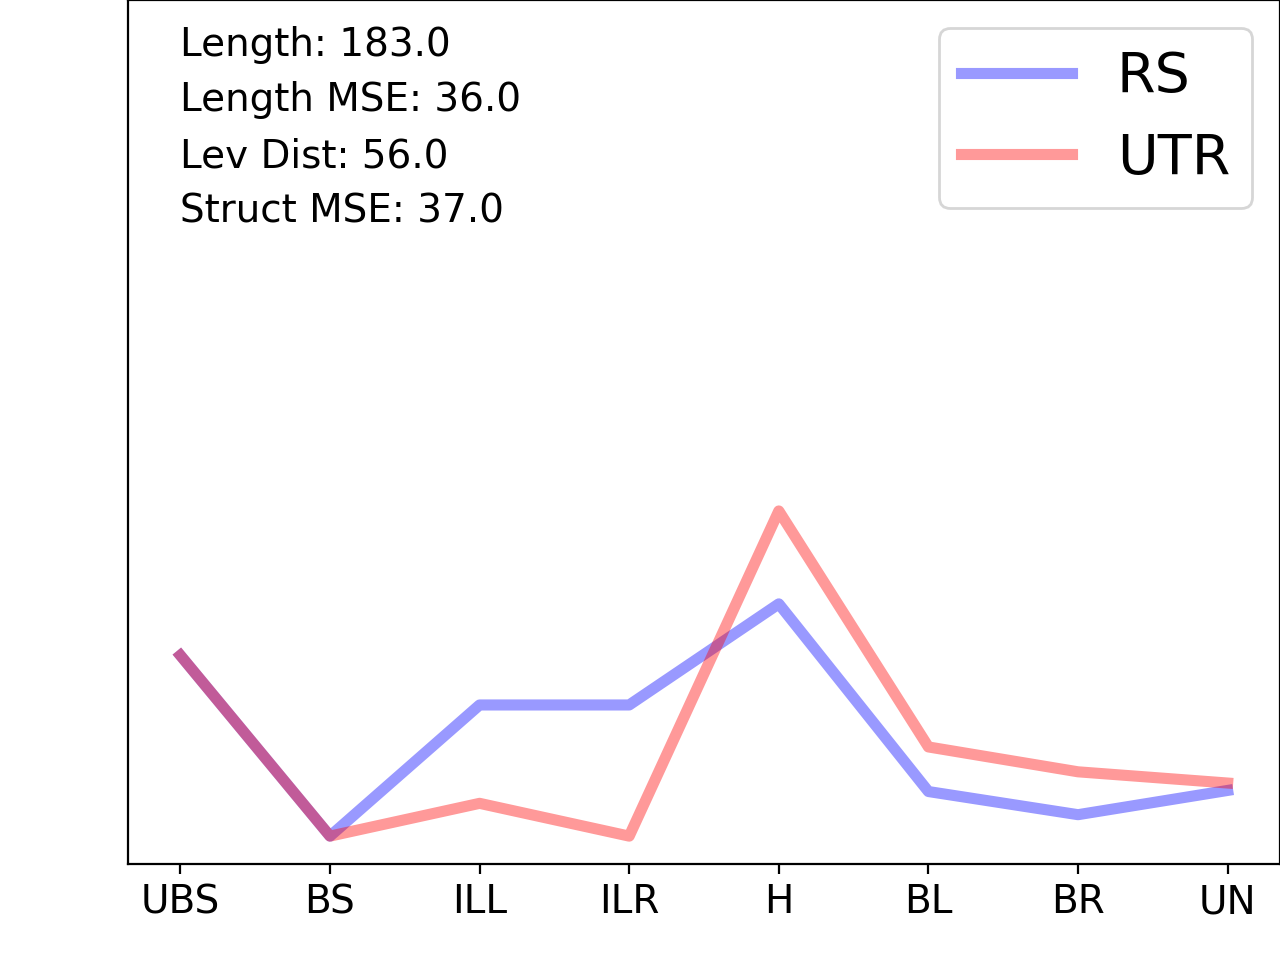 Length: 183.0
Length MSE: 36.0
Lev Dist: 56.0
Struct MSE: 37.0
RS
UTR
UBS BS ILL ILR H BL BR UN